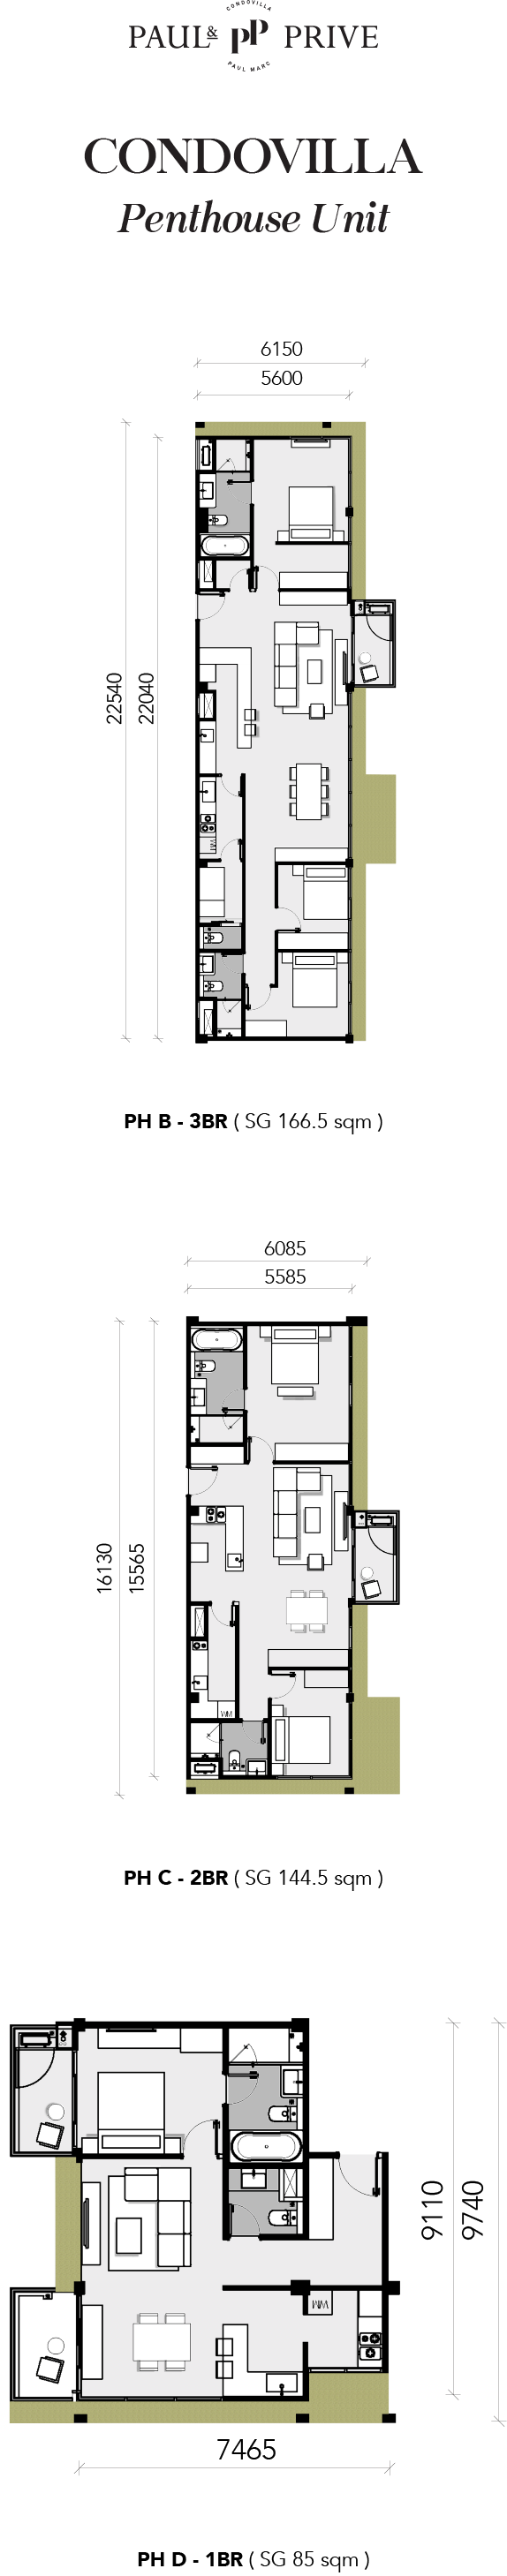 CONDOVILLA
PAUL & PP PRIVE
PAUL MARC
CONDOVILLA
Penthouse Unit
6150
5600
22540
22040
WM
PH B - 3BR ( SG 166.5 sqm )
6085
5585
16130
15565
WM
PH C - 2BR ( SG 144.5 sqm )
9110
9740
WM
7465
PH D - 1BR ( SG 85 sqm )